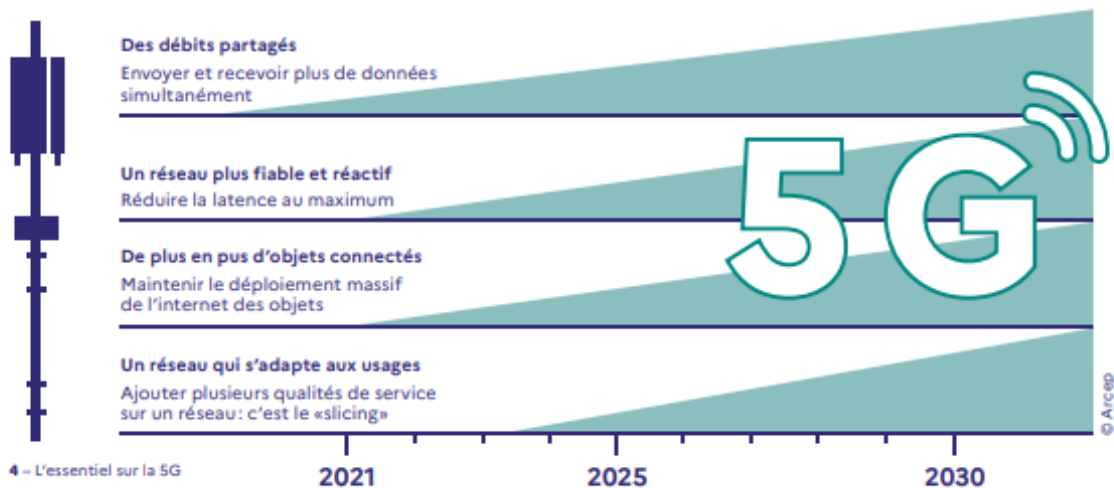 Des débits partagés
Envoyer et recevoir plus de données
simultanément
Un réseau plus fiable et réactif
Réduire la latence au maximum
5G
De plus en pus d'objets connectés
Maintenir le déploiement massif
de l'internet des objets
Un réseau qui s'adapte aux usages
Ajouter plusieurs qualités de service
sur un réseau : c'est le «slicing»
© Arcep
4 – L'essentiel sur la 5G
2021 2025 2030